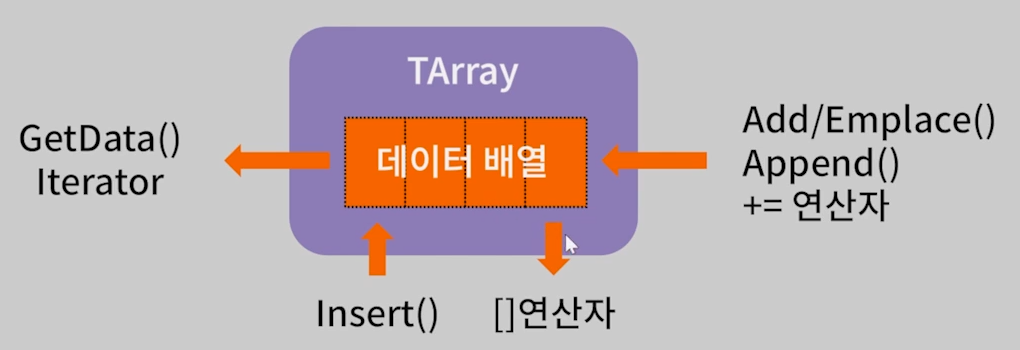 TArray
GetData()
Iterator
데이터 배열
Add/Emplace()
Append()
+= 연산자
Insert()
[]연산자